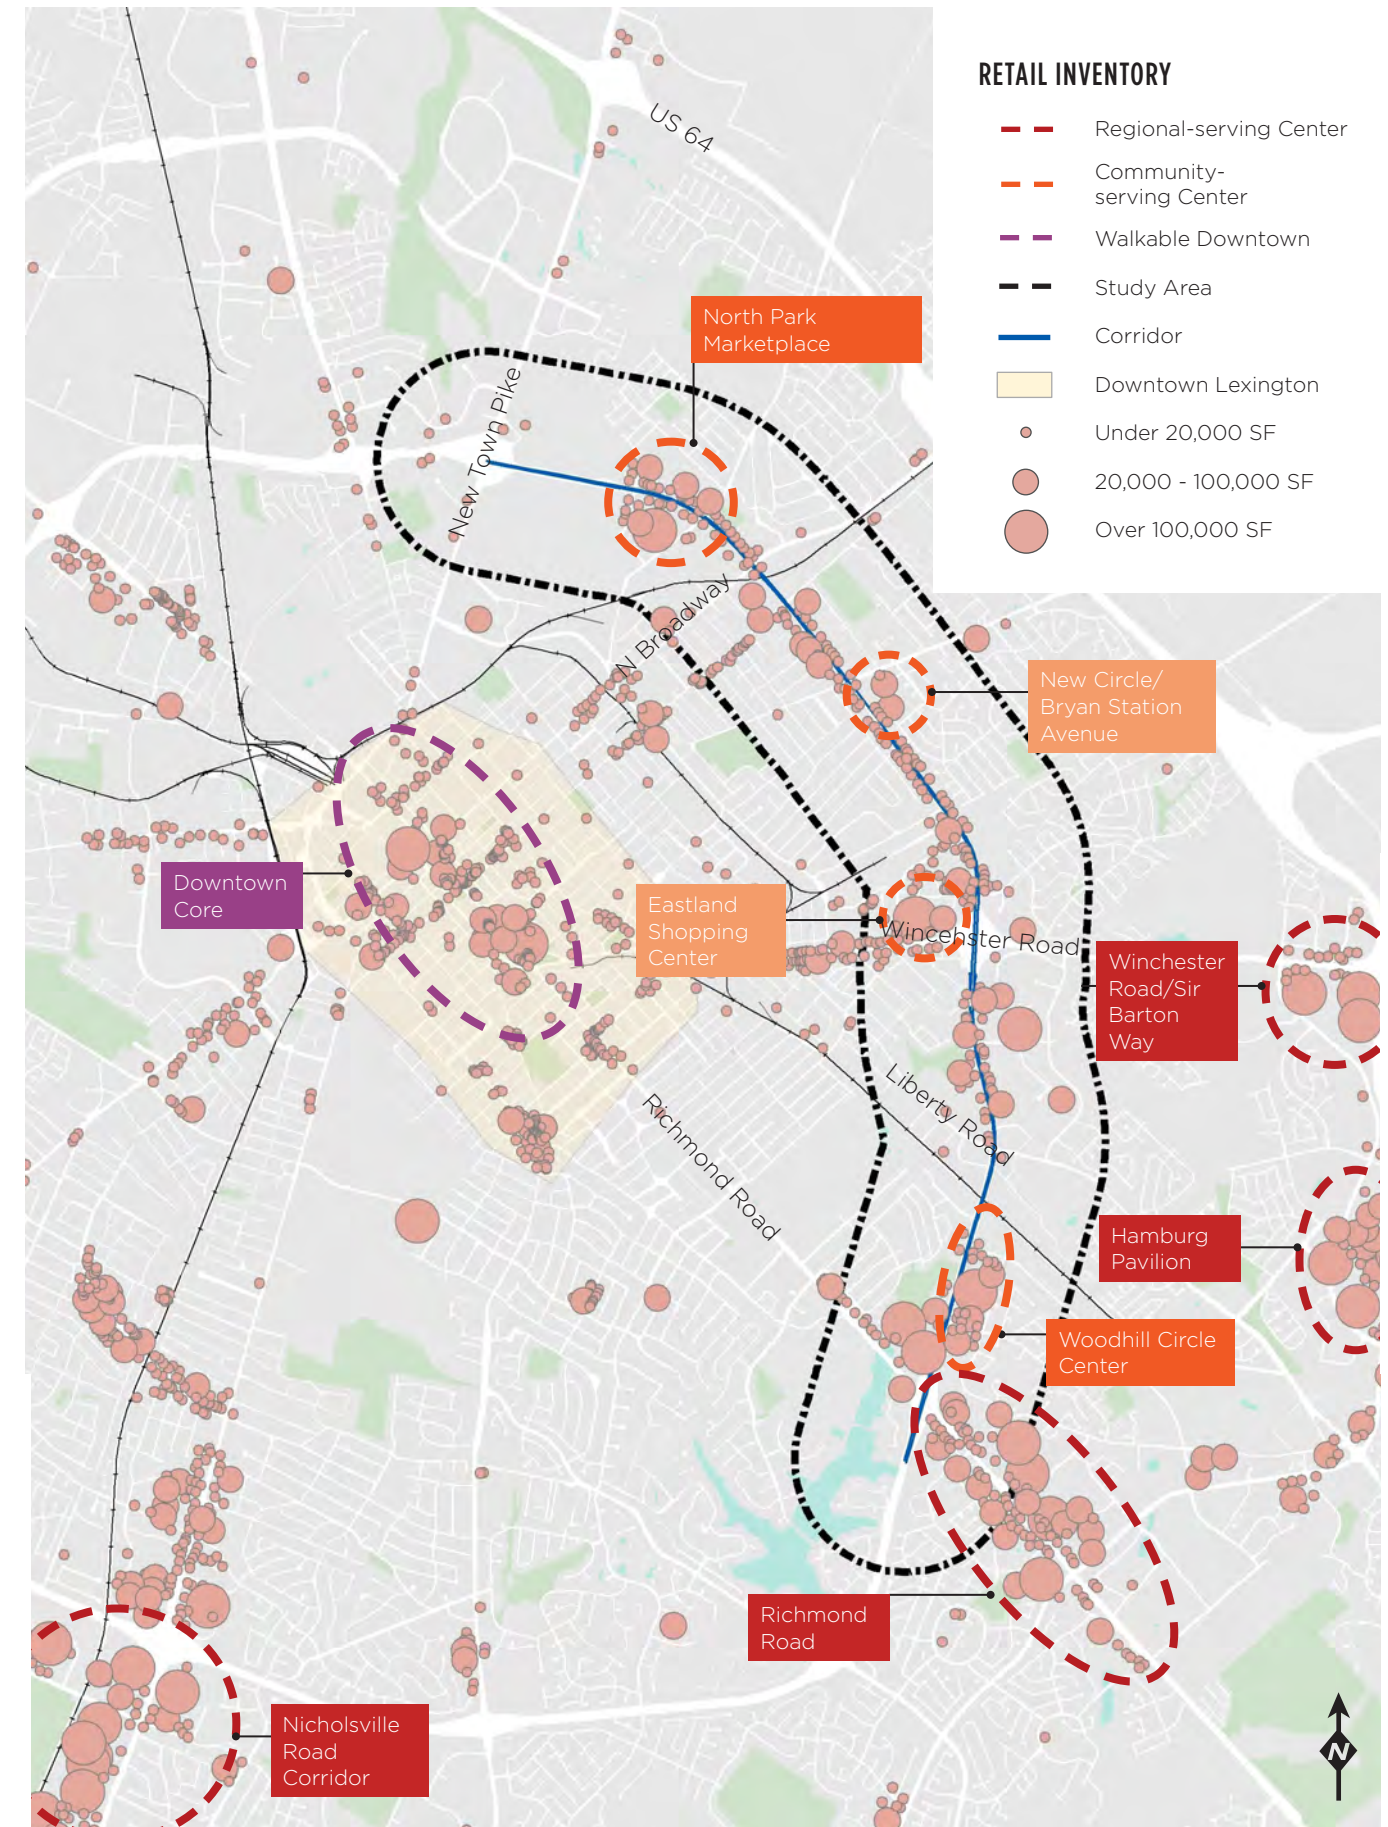 RETAIL INVENTORY
Regional-serving Center
Community-
serving Center
Walkable Downtown
Study Area
Corridor
Downtown Lexington
Under 20,000 SF
20,000 - 100,000 SF
Over 100,000 SF
US 64
North Park
Marketplace
New Town Pike
N Broadway
New Circle/
Bryan Station
Avenue
Downtown
Core
Eastland
Shopping
Center
Wincehster Road
Winchester
Road/Sir
Barton
Way
Liberty Road
Richmond Road
Hamburg
Pavilion
Woodhill Circle
Center
Richmond
Road
Nicholsville
Road
Corridor
N